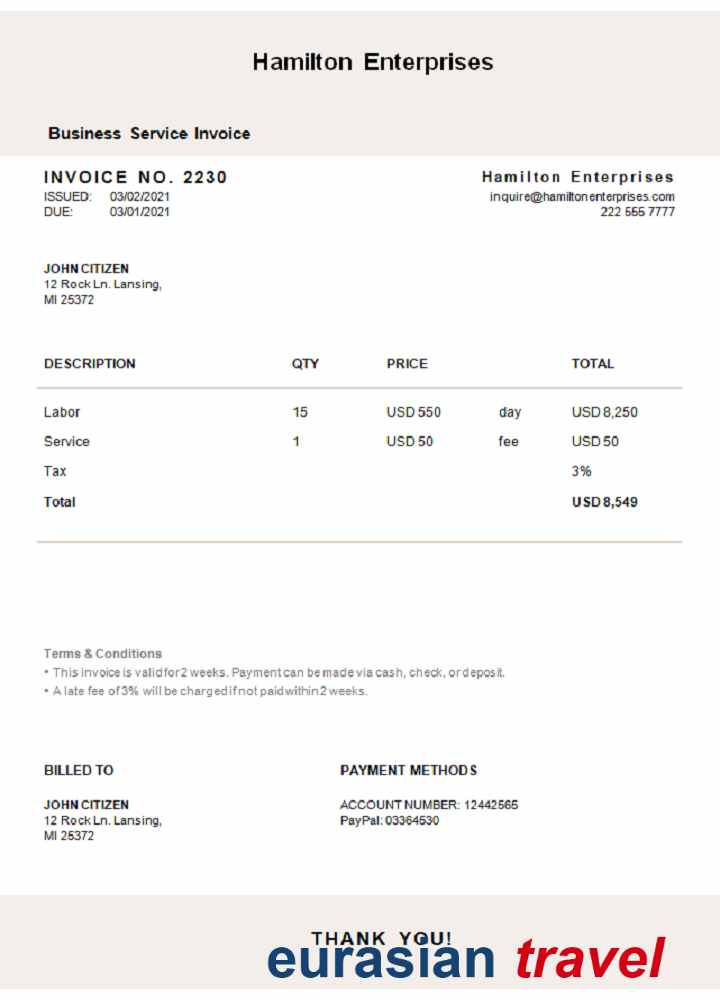 Hamilton Enterprises
Business Service Invoice
INVOICE NO. 2230
ISSUED: 03/02/2021
DUE: 03/01/2021
Hamilton Enterprises
inquire@hamiltonenterprises.com
222 555 7777
JOHN CITIZEN
12 Rock Ln. Lansing,
MI 25372
DESCRIPTION QTY PRICE TOTAL
Labor 15 USD 550 day USD 8,250
Service 1 USD 50 fee USD 50
Tax 3%
Total USD 8,549
Terms & Conditions
• This invoice is valid for 2 weeks. Payment can be made via cash, check, or deposit.
• A late fee of 3% will be charged if not paid within 2 weeks.
BILLED TO
JOHN CITIZEN
12 Rock Ln. Lansing,
MI 25372
PAYMENT METHODS
ACCOUNT NUMBER: 12442565
PayPal: 03364530
THANK YOU!
eurasian travel